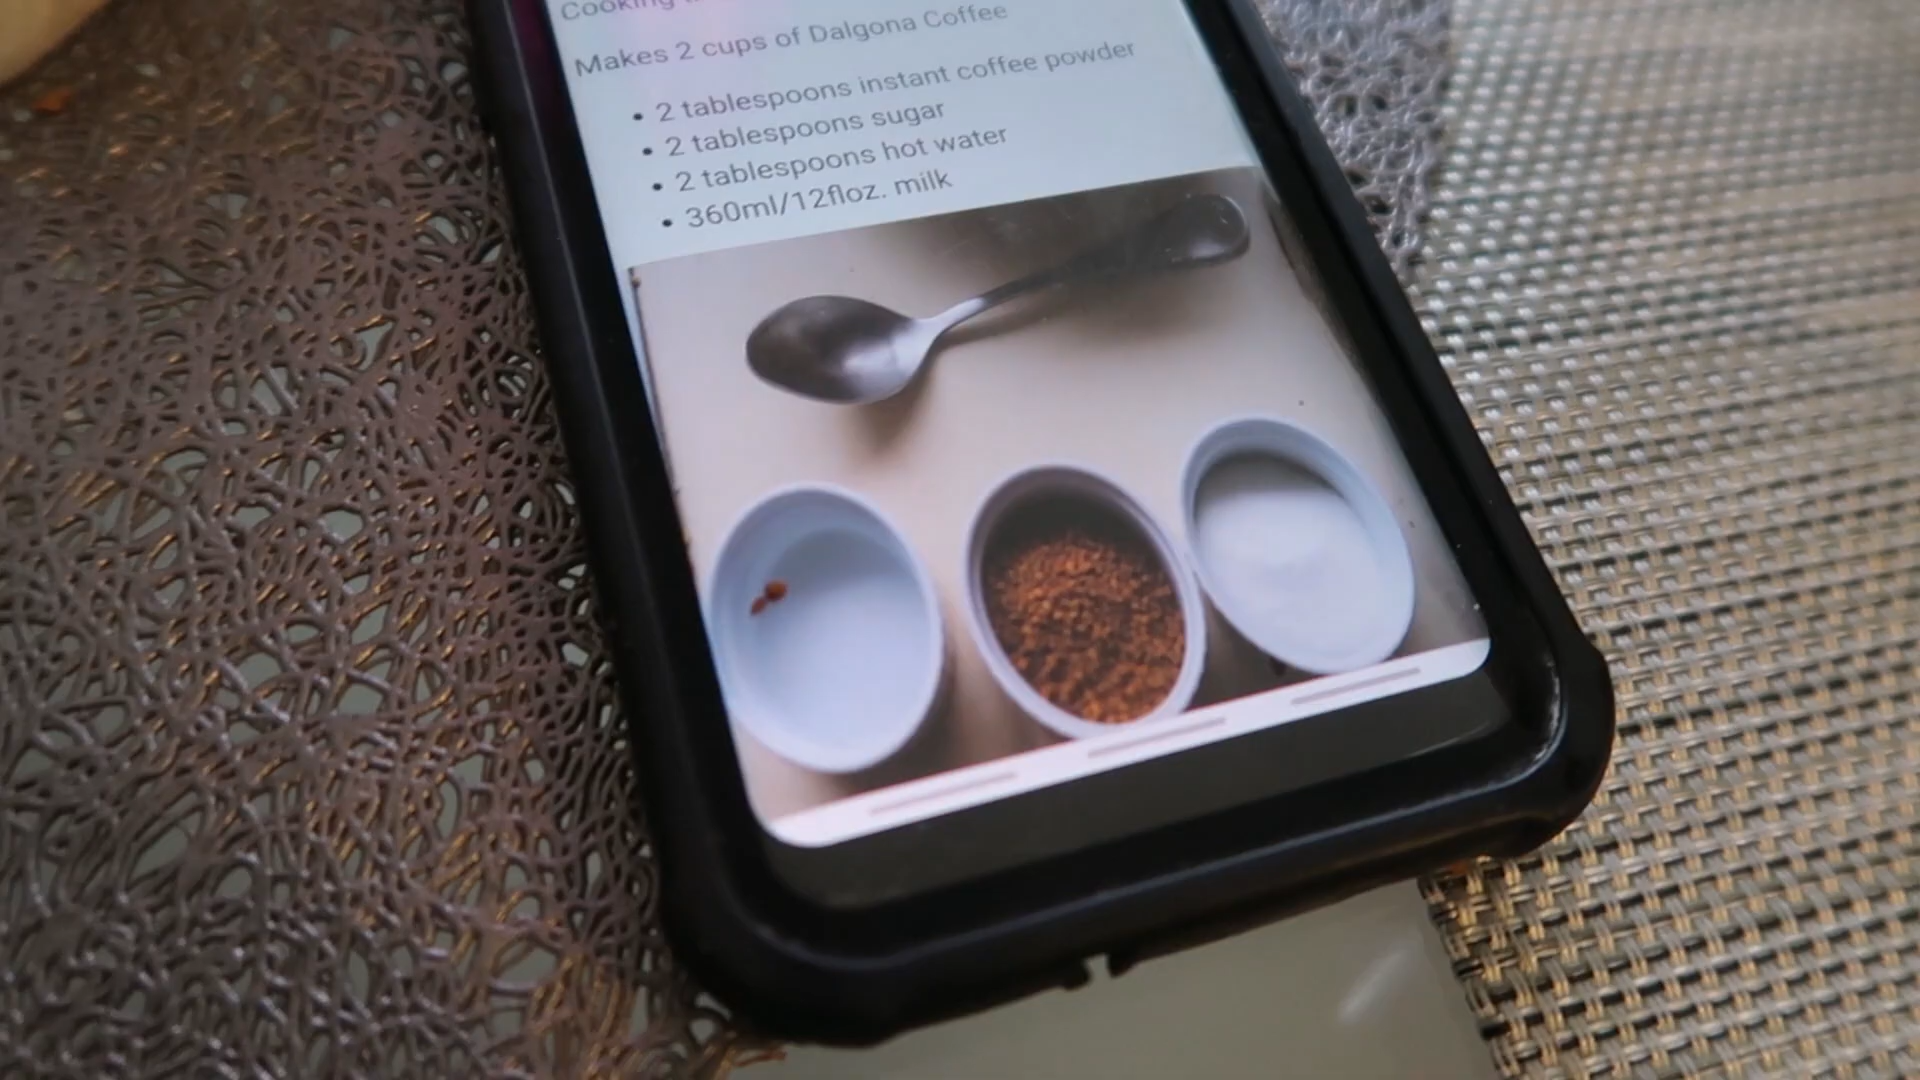 Cooking
Makes 2 cups of Dalgona Coffee
• 2 tablespoons instant coffee powder
• 2 tablespoons sugar
• 2 tablespoons hot water
• 360ml/12floz. milk